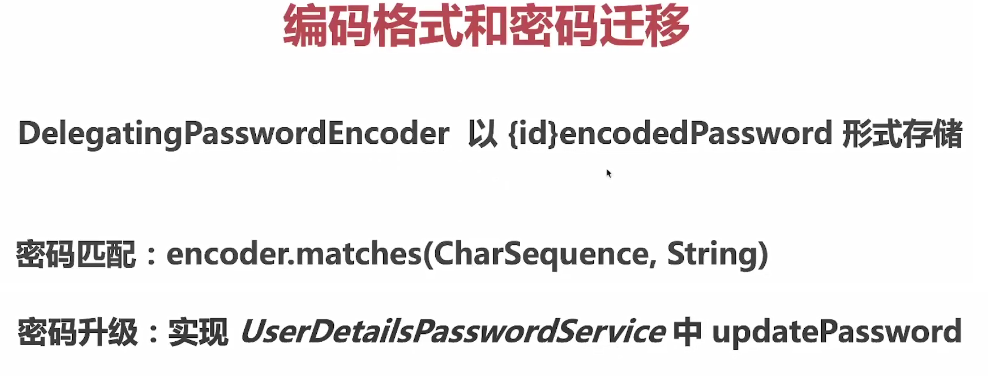 编码格式和密码迁移
DelegatingPasswordEncoder 以 {id}encodedPassword 形式存储
密码匹配：encoder.matches(CharSequence, String)
密码升级：实现 UserDetailsPasswordService 中 updatePassword